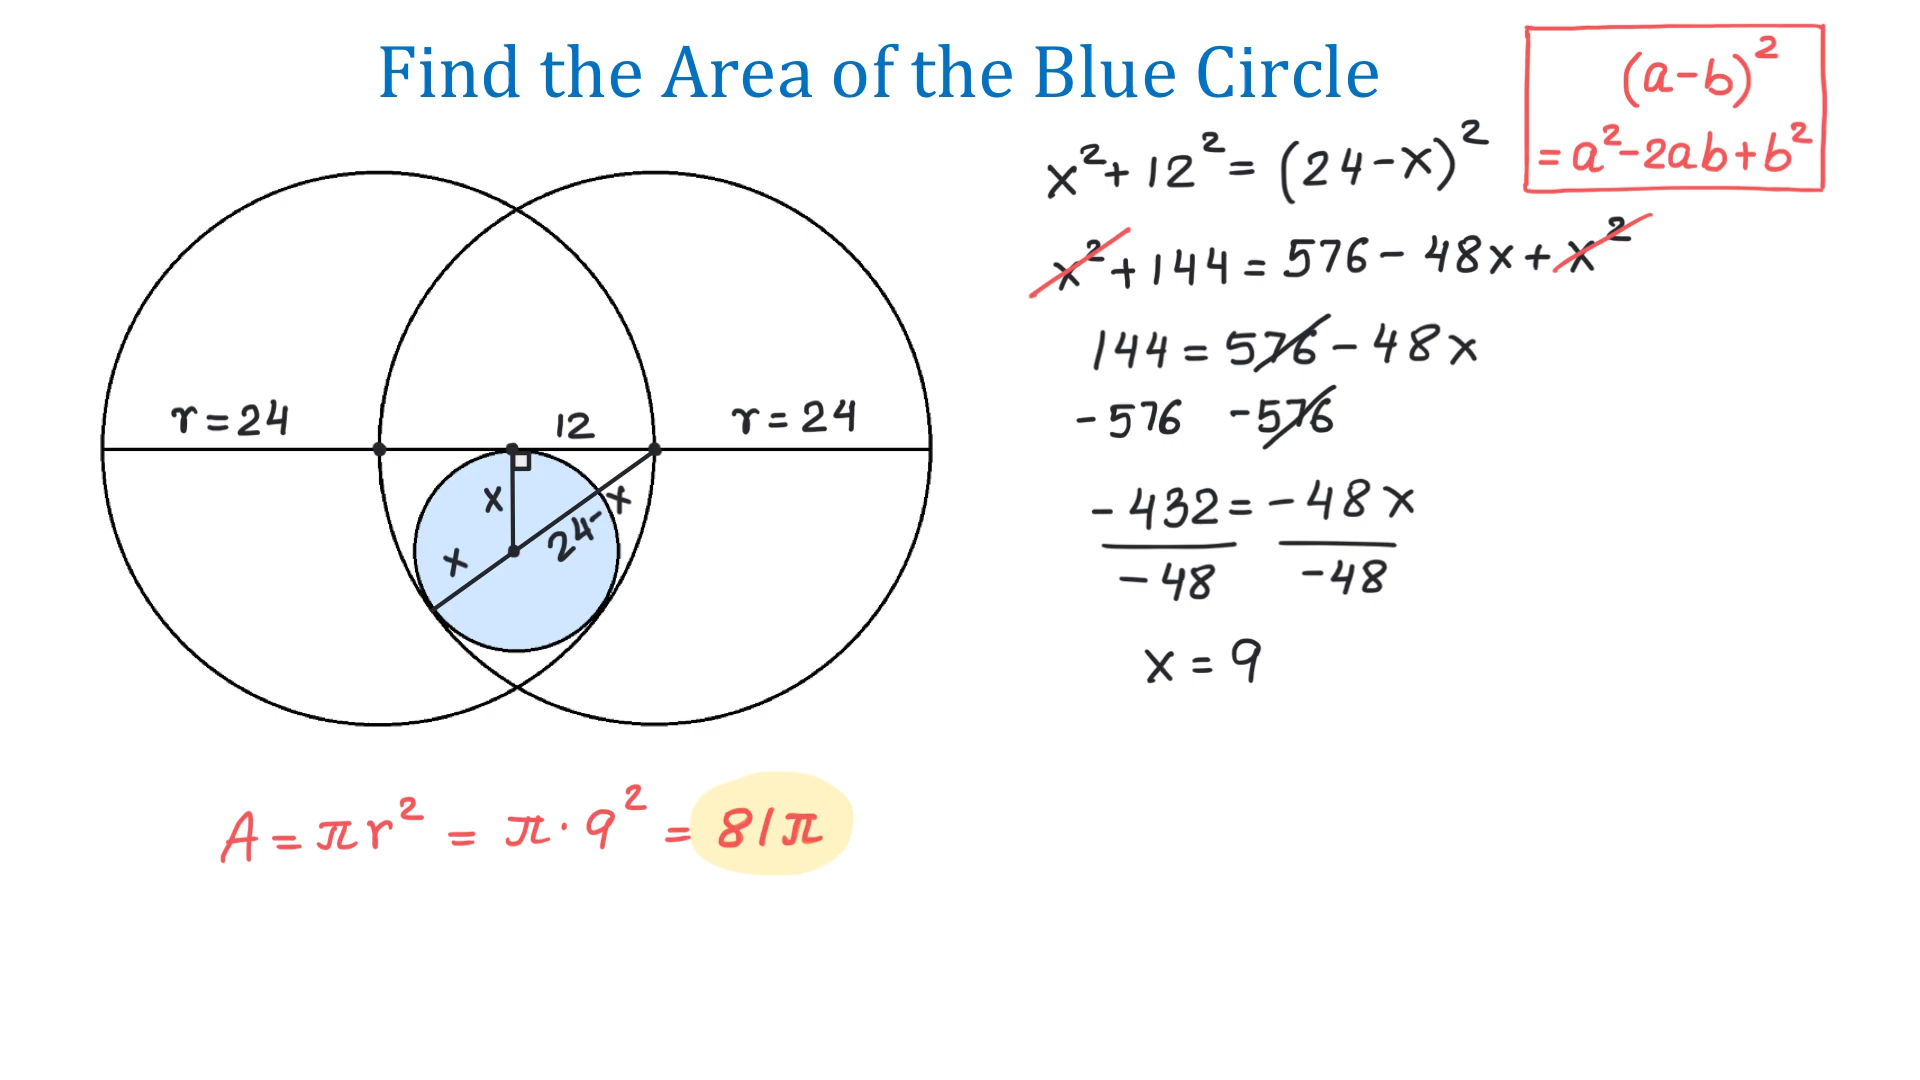 Find the Area of the Blue Circle
(a-b)²
= a²-2ab+b²
x²+12²=(24-x)²
x²+144=576-48x+x²
144=576-48x
-576 -576
-432=-48x
-48 -48
x=9
r=24
12
r=24
x
24-x
x
A=πr²=π·9²=81π